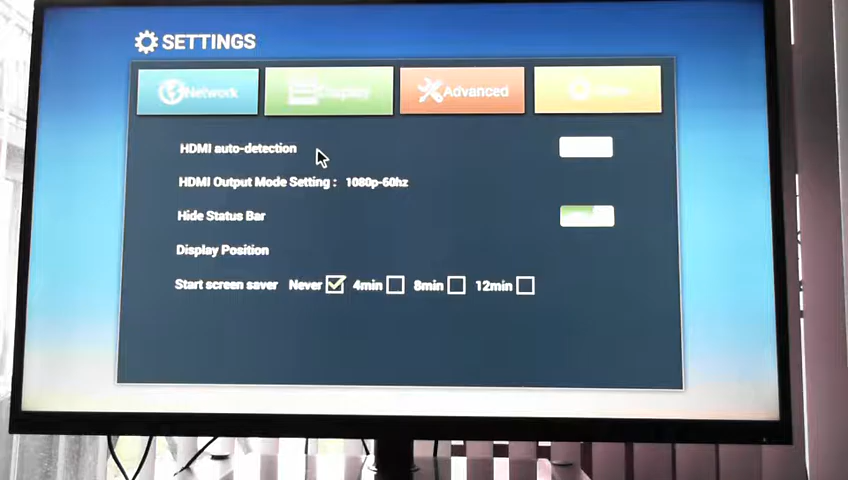 SETTINGS
Network Display Advanced
HDMI auto-detection
HDMI Output Mode Setting : 1080p-60hz
Hide Status Bar
Display Position
Start screen saver Never 4min 8min 12min